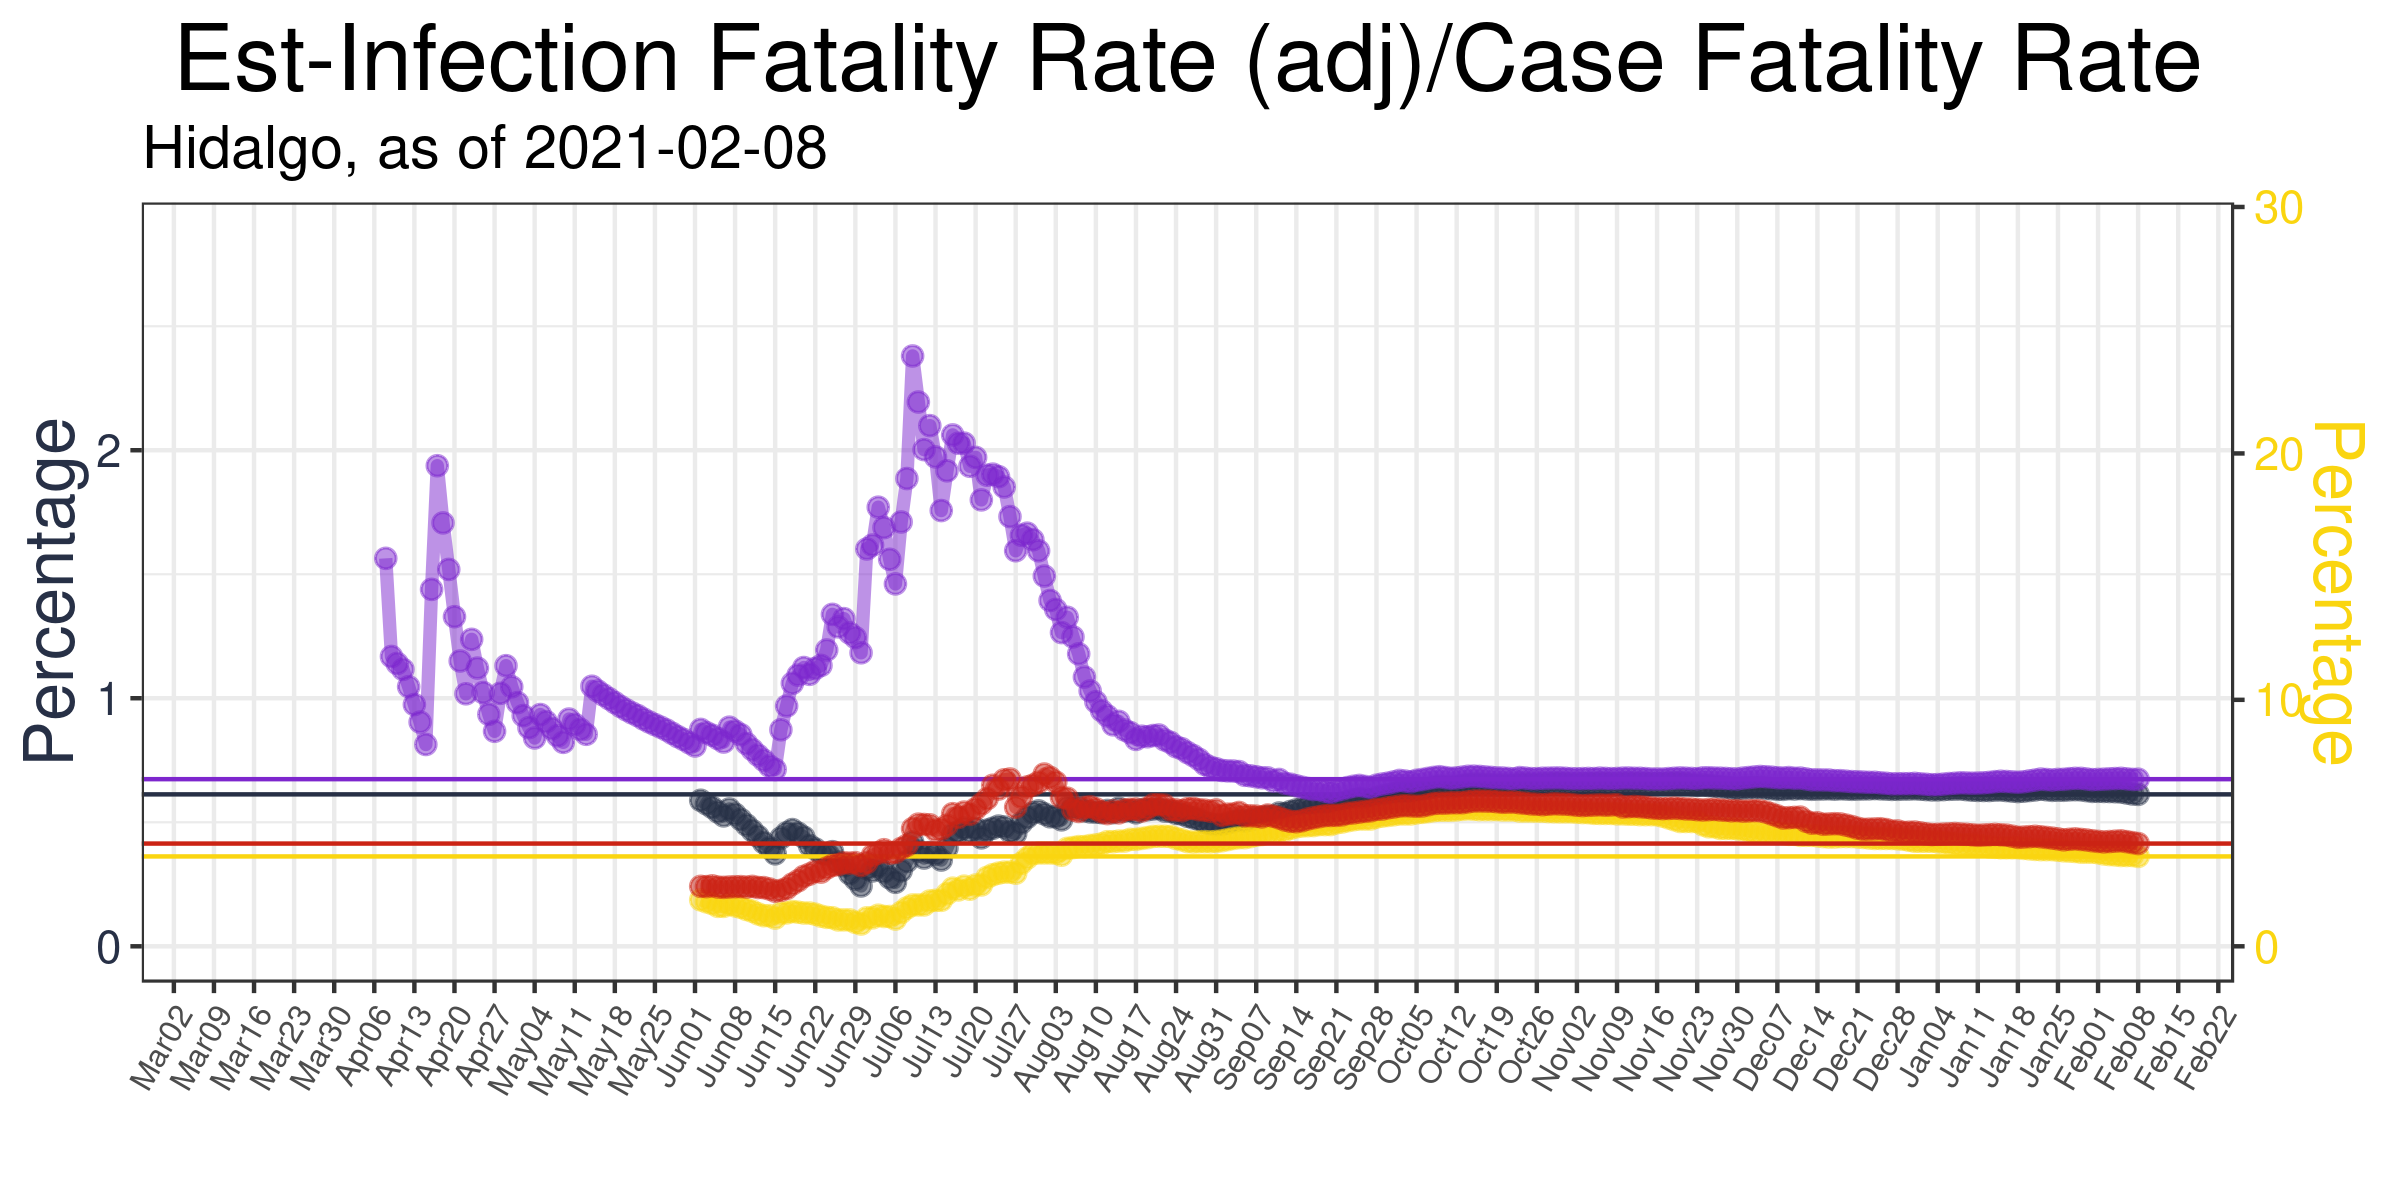 Est-Infection Fatality Rate (adj)/Case Fatality Rate
Hidalgo, as of 2021-02-08
Percentage
2
1
0
30
20
10
0
Percentage
Mar02 Mar09 Mar16 Mar23 Mar30 Apr06 Apr13 Apr20 Apr27 May04 May11 May18 May25 Jun01 Jun08 Jun15 Jun22 Jun29 Jul06 Jul13 Jul20 Jul27 Aug03 Aug10 Aug17 Aug24 Aug31 Sep07 Sep14 Sep21 Sep28 Oct05 Oct12 Oct19 Oct26 Nov02 Nov09 Nov16 Nov23 Nov30 Dec07 Dec14 Dec21 Dec28 Jan04 Jan11 Jan18 Jan25 Feb01 Feb08 Feb15 Feb22